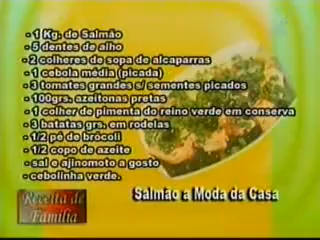 - 1 Kg. de Salmão
- 5 dentes de alho
- 2 colheres de sopa de alcaparras
- 1 cebola média (picada)
- 3 tomates grandes s/ sementes picados
- 100grs. azeitonas pretas
- 1 colher de pimenta do reino verde em conserva
- 3 batatas grs. em rodelas
- 1/2 pé de brócoli
- 1/2 copo de azeite
- sal e ajinomoto a gosto
- cebolinha verde.
Salmão a Moda da Casa
Receita de
Família